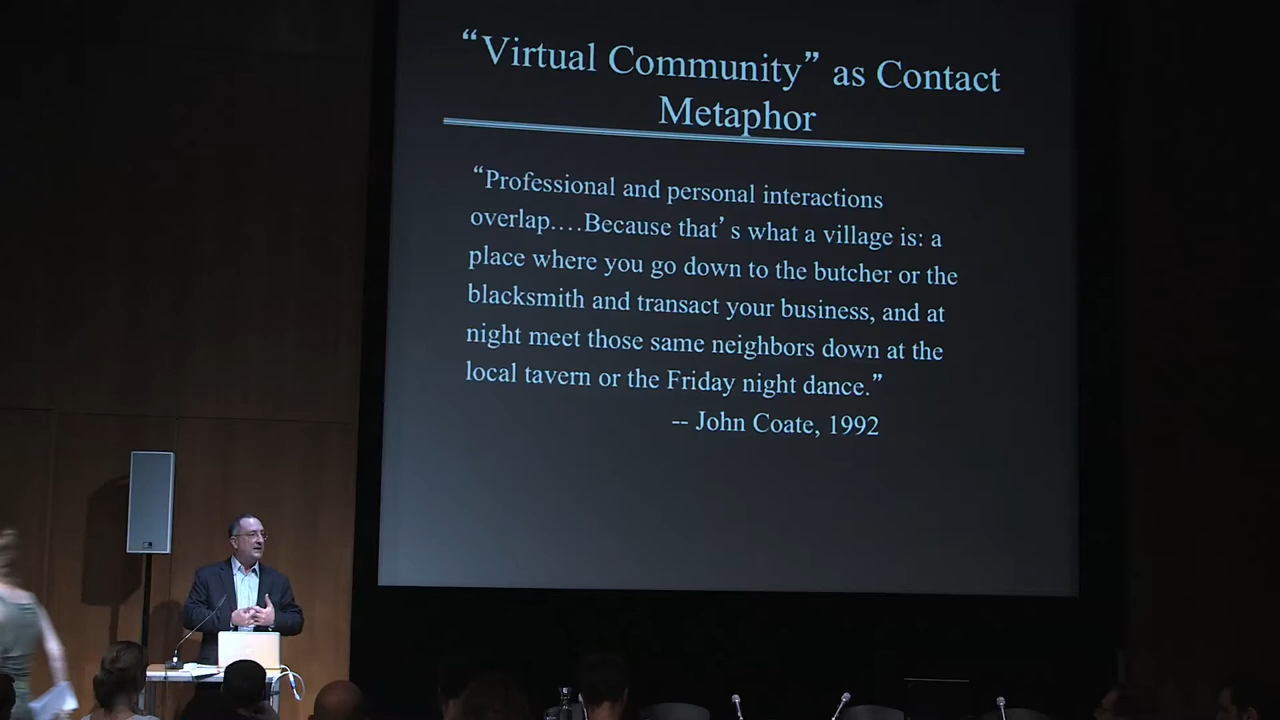 “Virtual Community” as Contact
Metaphor
“Professional and personal interactions
overlap….Because that’s what a village is: a
place where you go down to the butcher or the
blacksmith and transact your business, and at
night meet those same neighbors down at the
local tavern or the Friday night dance.”
-- John Coate, 1992